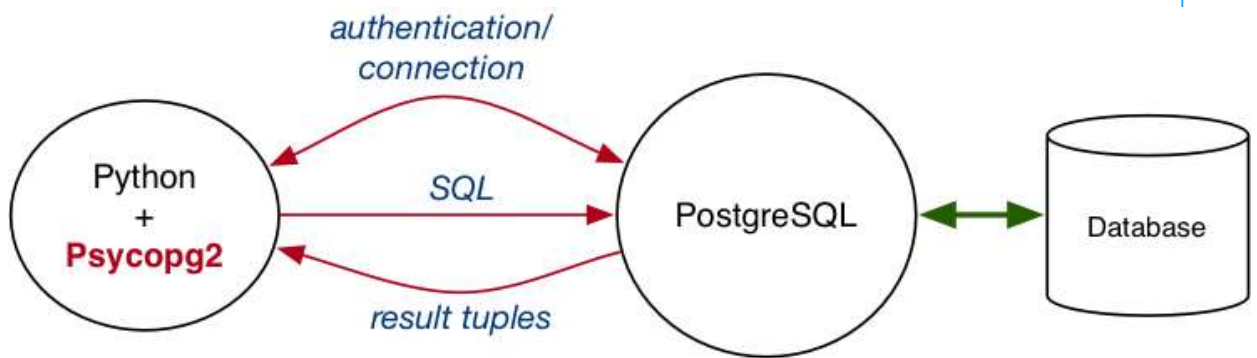 authentication/
connection
Python
+
Psycopg2
SQL
PostgreSQL
Database
result tuples